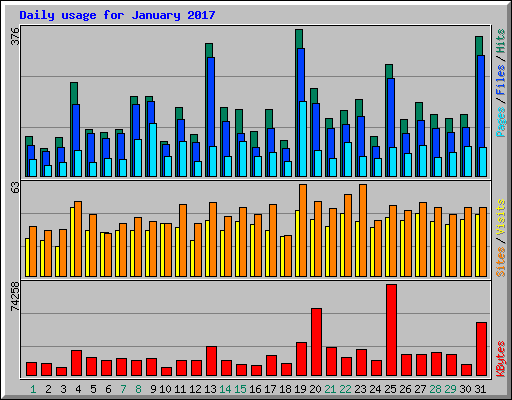 Daily usage for January 2017
376
Pages / Files / Hits
63
Sites / Visits
74258
KBytes
1 2 3 4 5 6 7 8 9 10 11 12 13 14 15 16 17 18 19 20 21 22 23 24 25 26 27 28 29 30 31